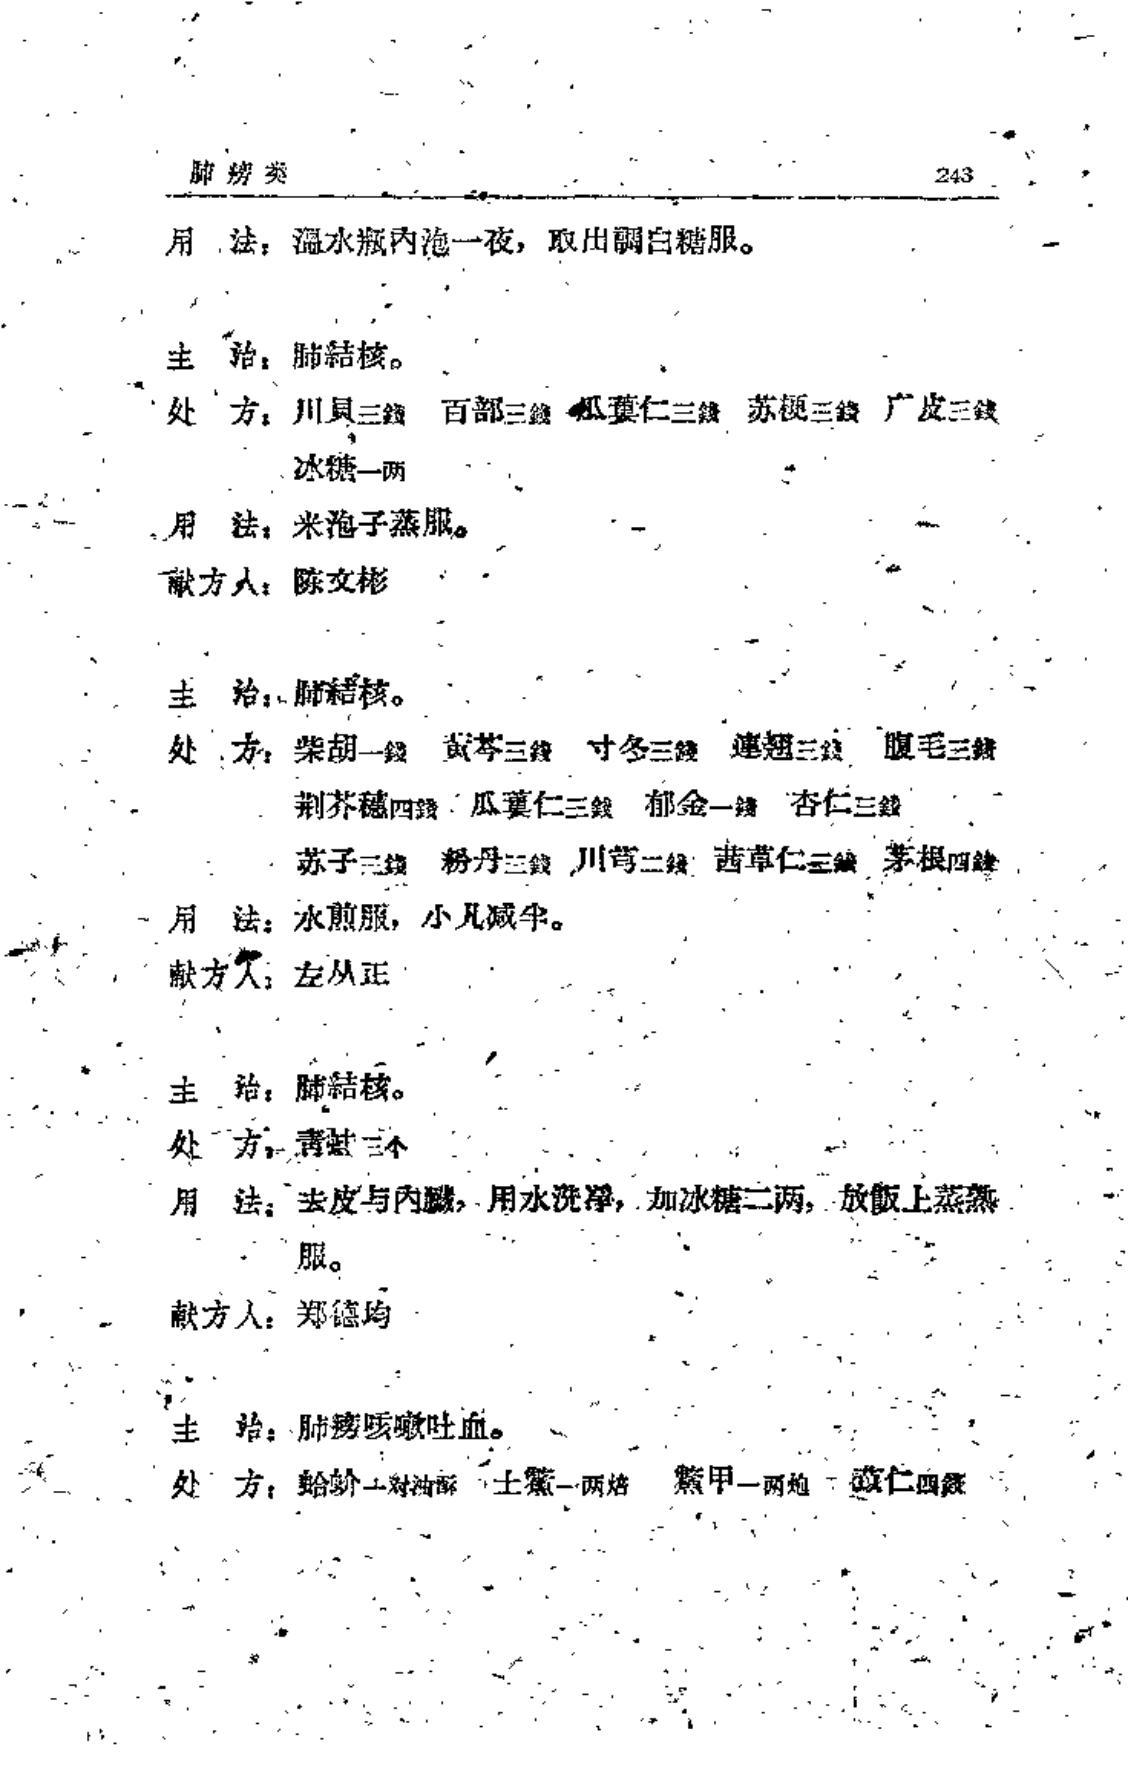 肺痨类 243
用 法：溫水瓶內泡一夜，取出調白糖服。
主 治：肺結核。
处 方：川貝三錢 百部三錢 瓜蔞仁三錢 苏梗三錢 广皮三錢
冰糖一两
用 法：米泡子蒸服。
献方人：陈文彬
主 治：肺結核。
处 方：柴胡一錢 黃芩三錢 寸冬三錢 連翘三錢 腹毛三錢
荆芥穗四錢 瓜蔞仁三錢 郁金一錢 杏仁三錢
苏子三錢 粉丹三錢 川芎二錢 茜草仁三錢 茅根四錢
用 法：水煎服，小儿减半。
献方人：左从正
主 治：肺結核。
处 方：靑蛙三个
用 法：去皮与內臟，用水洗淨，加冰糖二两，放飯上蒸熟
服。
献方人：郑德均
主 治：肺痨咳嗽吐血。
处 方：蛤蚧一对油酥 土鱉一两焙 鱉甲一两炮 仁四錢